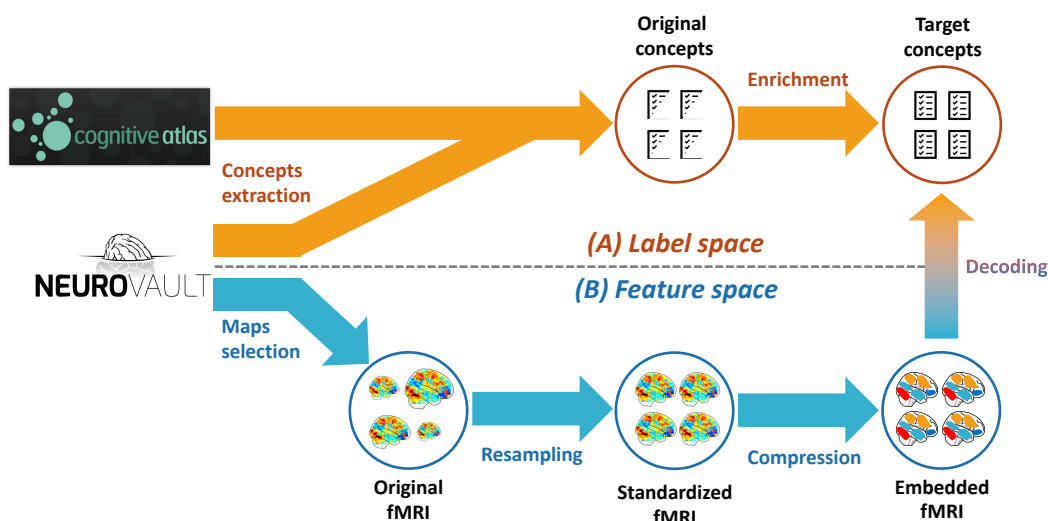 Original
concepts
Target
concepts
Enrichment
cognitive atlas
Concepts
extraction
(A) Label space
NEUROVAULT
(B) Feature space
Decoding
Maps
selection
Resampling
Compression
Original
fMRI
Standardized
fMRI
Embedded
fMRI